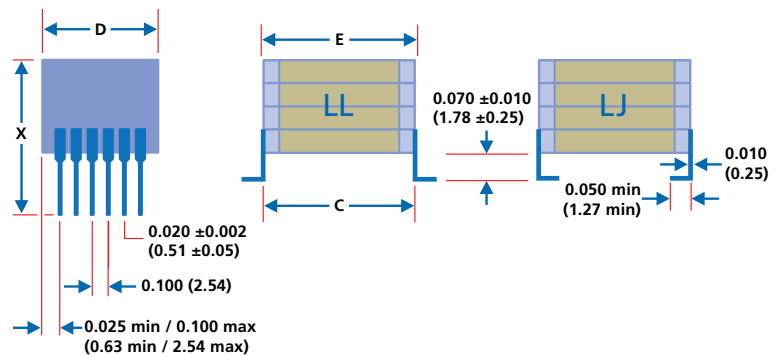 D
X
0.020 ±0.002
(0.51 ±0.05)
0.100 (2.54)
0.025 min / 0.100 max
(0.63 min / 2.54 max)
E
LL
C
0.070 ±0.010
(1.78 ±0.25)
LJ
0.010
(0.25)
0.050 min
(1.27 min)